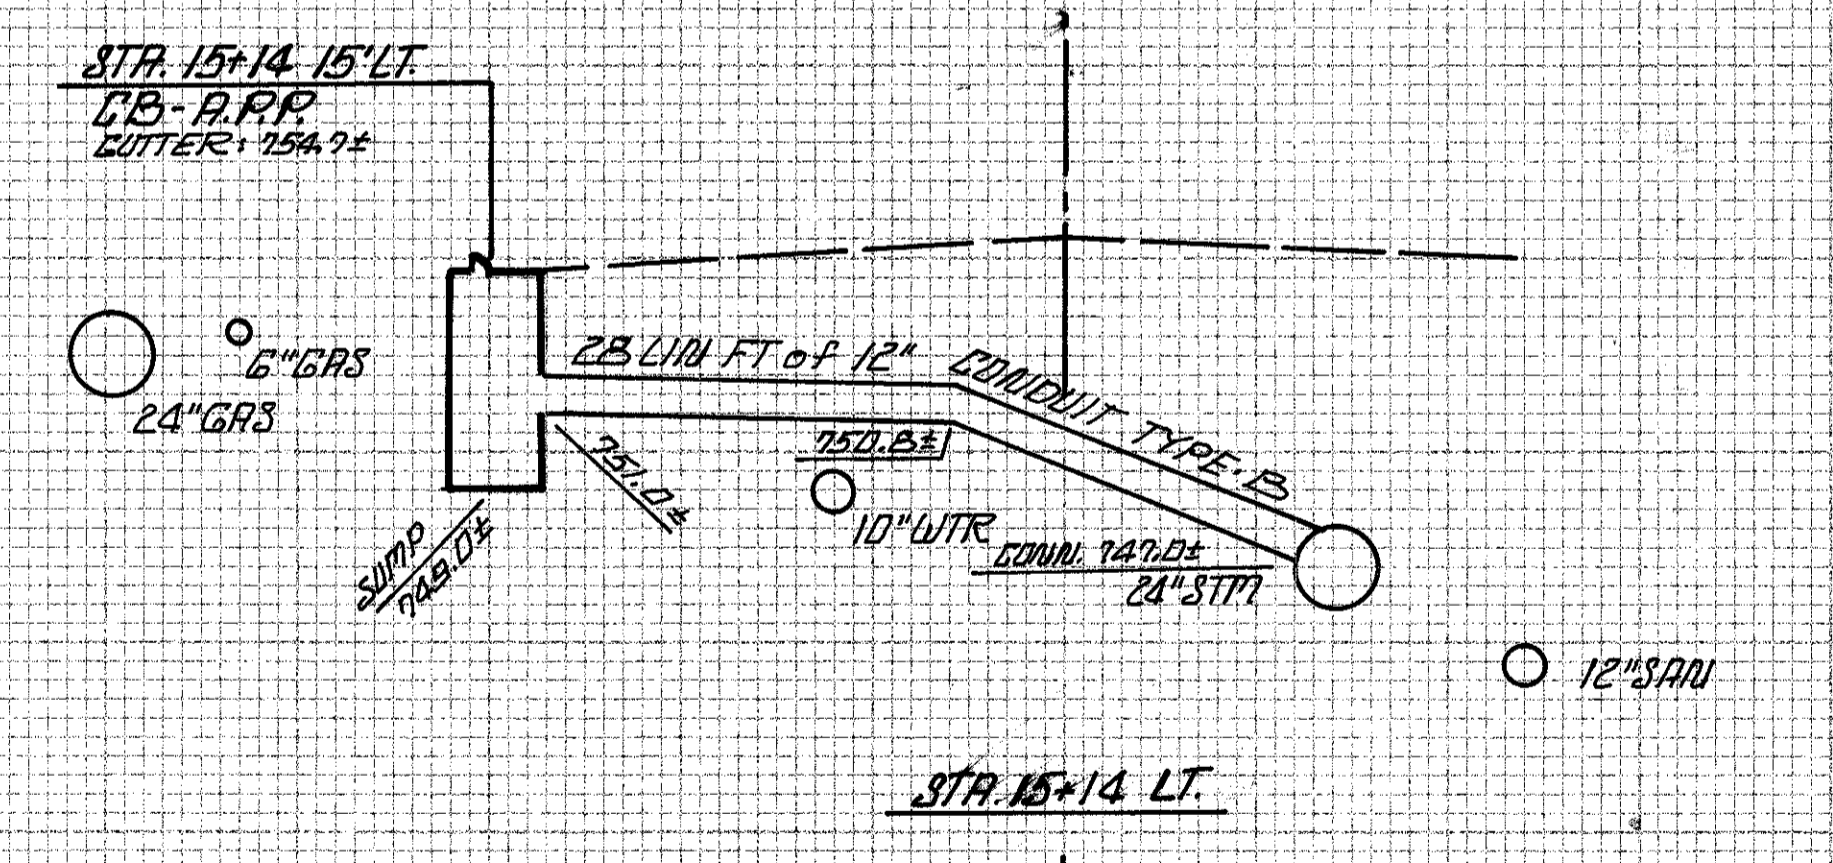 STA. 15+14 15' LT.
CB - A.P.P.
GUTTER: 754.7±
28 LIN FT of 12" CONDUIT TYPE-B
6" GAS
24" GAS
751.0±
750.8±
10" WTR
SUMP
749.0±
CONN. 747.0±
24" STM
12" SAN
STA. 15+14 LT.